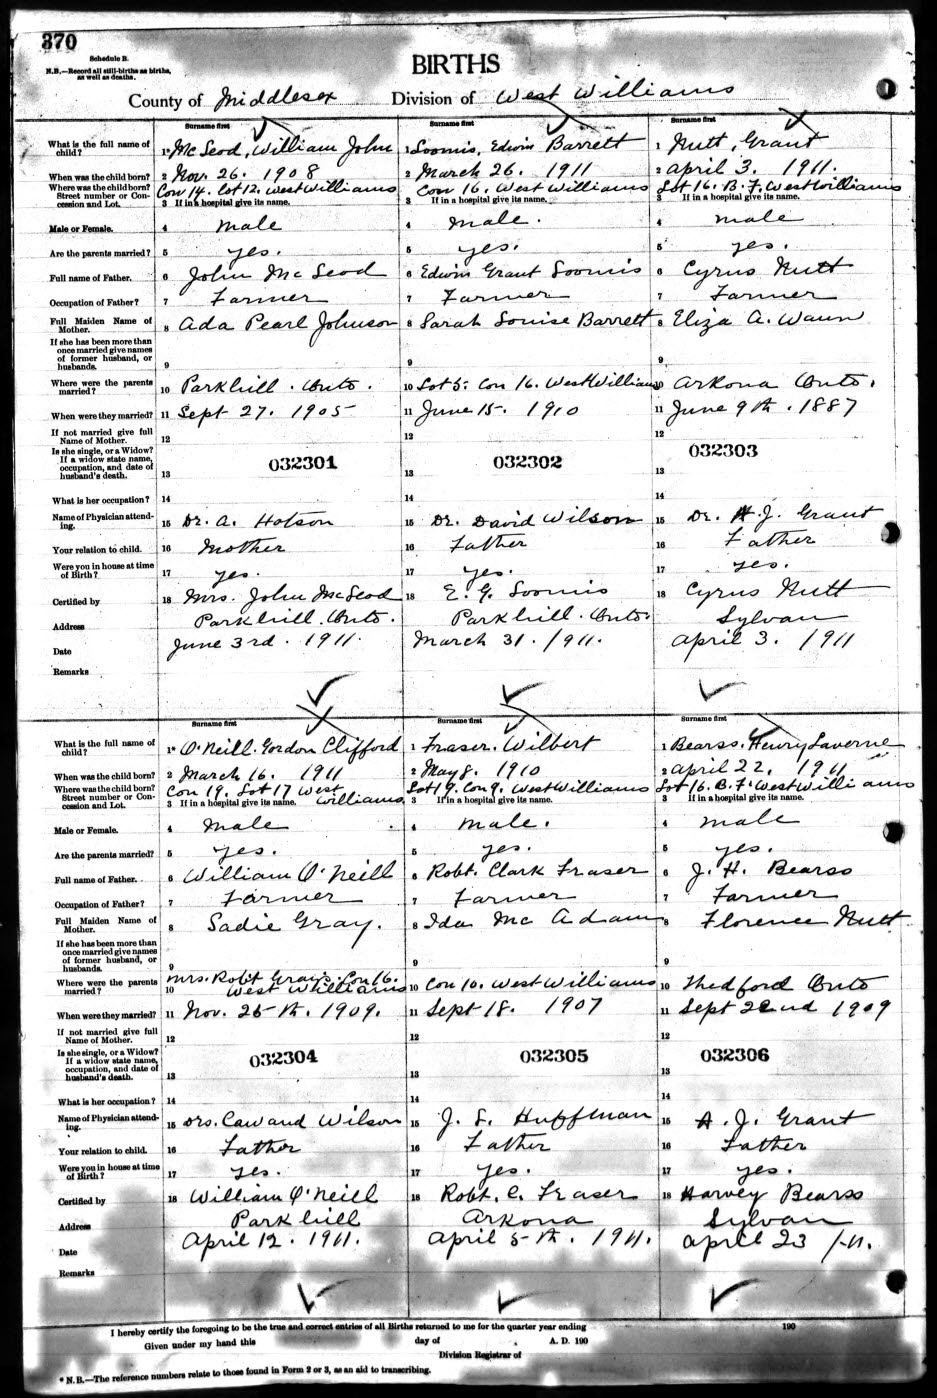 370
Schedule B.
N.B.—Record all still-births as births,
as well as deaths.
BIRTHS
County of Middlesex Division of West Williams
Surname first Surname first Surname first
What is the full name of child? 1* McLeod, William John 1 Loomis, Edwin Barrett 1 Nutt, Grant
When was the child born? 2 Nov. 26. 1908 2 March 26. 1911 2 April 3. 1911.
Where was the child born? Street number or Concession and Lot. Con 14. Lot 12. West Williams Con 16. West Williams Lot 16. B. F. West Williams
3 If in a hospital give its name. 3 If in a hospital give its name. 3 If in a hospital give its name.
Male or Female. 4 Male 4 Male. 4 Male
Are the parents married? 5 yes. 5 yes. 5 yes.
Full name of Father. 6 John McLeod 6 Edwin Grant Loomis 6 Cyrus Nutt
Occupation of Father? 7 Farmer 7 Farmer 7 Farmer
Full Maiden Name of Mother. 8 Ada Pearl Johnson 8 Sarah Louise Barrett 8 Eliza A. Waun
If she has been more than once married give names of former husband, or husbands. 9 9 9
Where were the parents married? 10 Parkhill. Onto. 10 Lot 5. Con 16. West Williams 10 Arkona Onto.
When were they married? 11 Sept 27. 1905 11 June 15. 1910 11 June 9th. 1887
If not married give full Name of Mother. 12 12 12
Is she single, or a Widow? If a widow state name, occupation, and date of husband's death. 13 032301 13 032302 13 032303
What is her occupation? 14 14 14
Name of Physician attending. 15 Dr. A. Hotson 15 Dr. David Wilson 15 Dr. A. J. Grant
Your relation to child. 16 Mother 16 Father 16 Father
Were you in house at time of Birth? 17 yes. 17 yes. 17 yes.
Certified by 18 Mrs. John McLeod 18 E. G. Loomis 18 Cyrus Nutt
Address Parkhill. Onto. Parkhill. Onto. Sylvan
Date June 3rd. 1911. March 31. 1911. April 3. 1911
Remarks
Surname first Surname first Surname first
What is the full name of child? 1* O'Neill. Gordon Clifford 1 Fraser. Wilbert 1 Bearss. Henry Laverne
When was the child born? 2 March 16. 1911 2 May 8. 1910 2 April 22. 1911
Where was the child born? Street number or Concession and Lot. Con 19. Lot 17 West Williams Lot 19. Con 9. West Williams Lot 16. B. F. West Williams
3 If in a hospital give its name. 3 If in a hospital give its name. 3 If in a hospital give its name.
Male or Female. 4 Male 4 Male. 4 Male
Are the parents married? 5 yes. 5 yes. 5 yes.
Full name of Father. 6 William O'Neill 6 Robt. Clark Fraser 6 J. H. Bearss
Occupation of Father? 7 Farmer 7 Farmer 7 Farmer
Full Maiden Name of Mother. 8 Sadie Gray. 8 Ida McAdam 8 Florence Nutt
If she has been more than once married give names of former husband, or husbands. 9 9 9
Where were the parents married? 10 Mrs. Robt Con 16. West Williams 10 Con 10. West Williams 10 Thedford Onto
When were they married? 11 Nov. 25th. 1909. 11 Sept 18. 1907 11 Sept 22nd 1909
If not married give full Name of Mother. 12 12 12
Is she single, or a Widow? If a widow state name, occupation, and date of husband's death. 13 032304 13 032305 13 032306
What is her occupation? 14 14 14
Name of Physician attending. 15 Drs. Caw and Wilson 15 J. S. Huffman 15 A. J. Grant
Your relation to child. 16 Father 16 Father 16 Father
Were you in house at time of Birth? 17 yes. 17 yes. 17 yes.
Certified by 18 William O'Neill 18 Robt. C. Fraser 18 Harvey Bearss
Address Parkhill Arkona Sylvan
Date April 12. 1911. April 5th. 1911. April 23 /11.
Remarks
I hereby certify the foregoing to be the true and correct entries of all Births returned to me for the quarter year ending 190
Given under my hand this day of A. D. 190
Division Registrar of
* N.B.—The reference numbers relate to those found in Form 2 or 3, as an aid to transcribing.